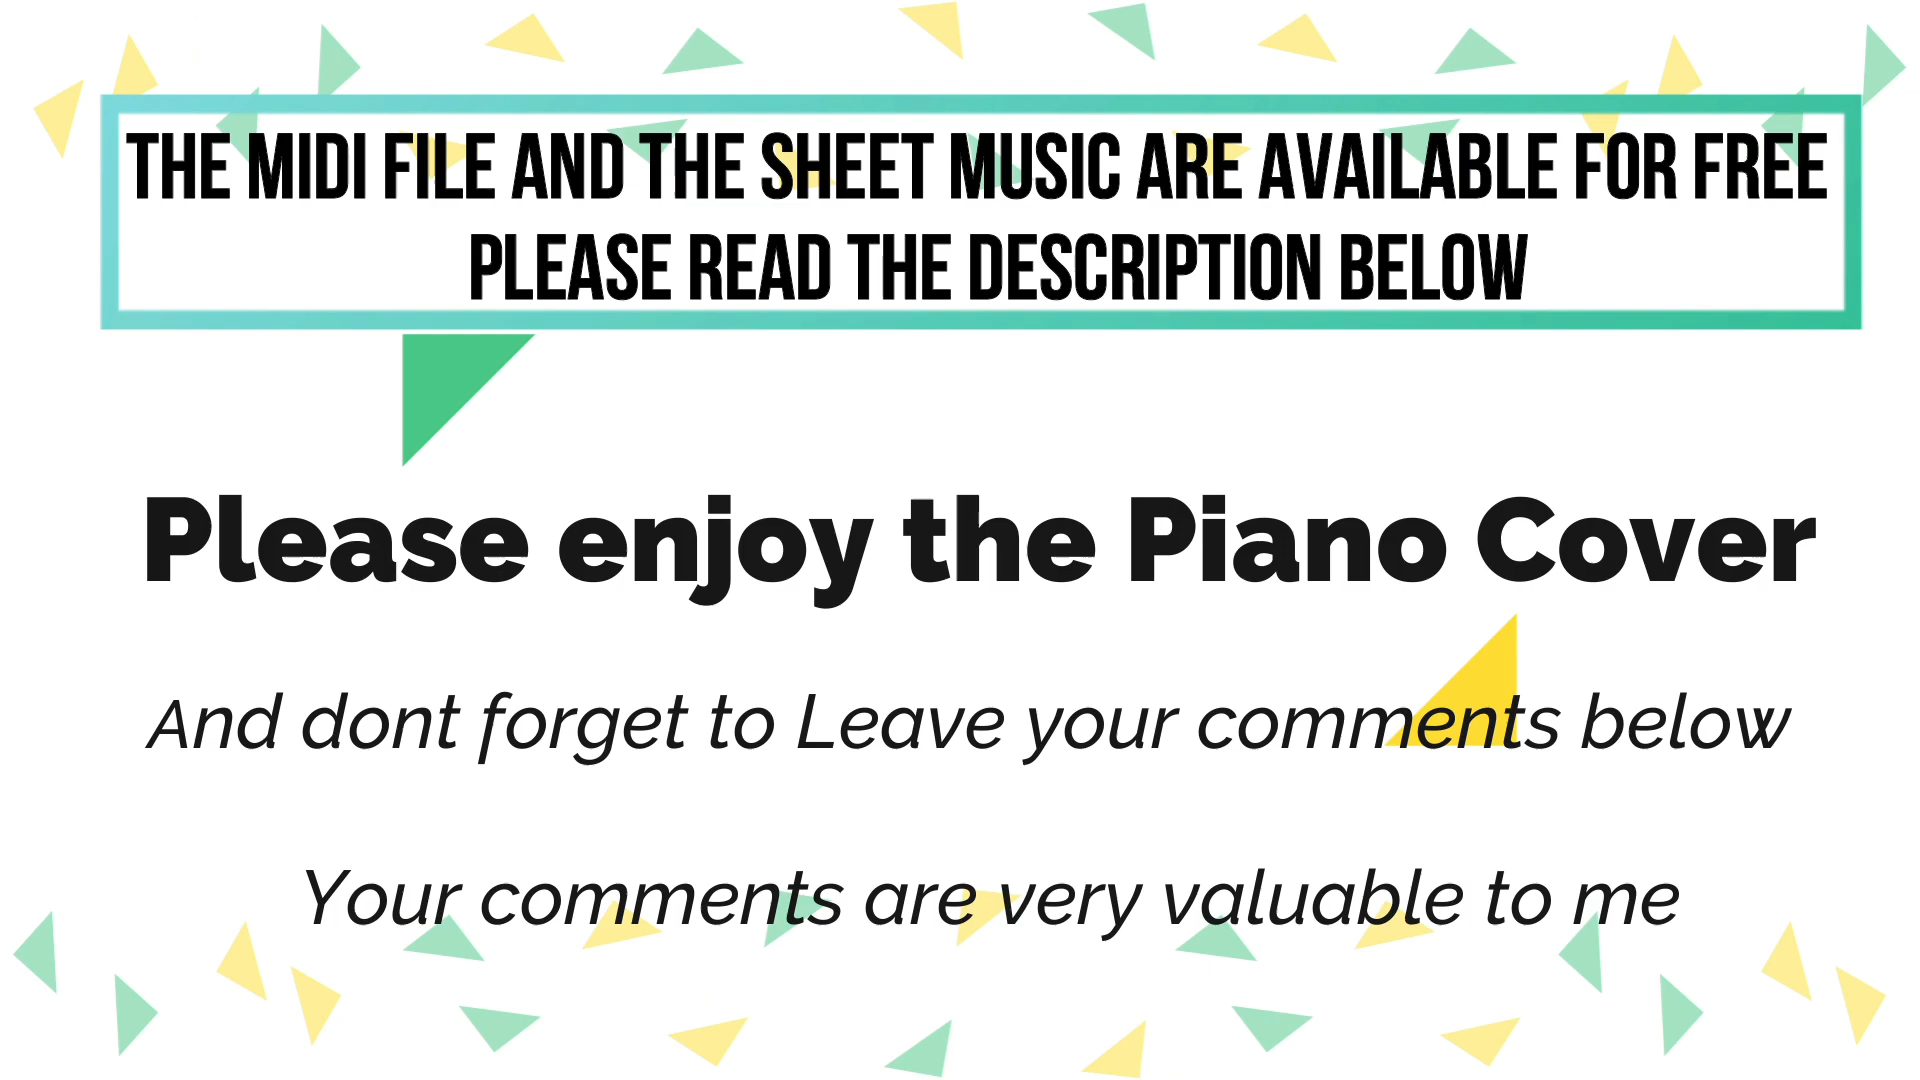 THE MIDI FILE AND THE SHEET MUSIC ARE AVAILABLE FOR FREE
PLEASE READ THE DESCRIPTION BELOW
Please enjoy the Piano Cover
And dont forget to Leave your comments below
Your comments are very valuable to me